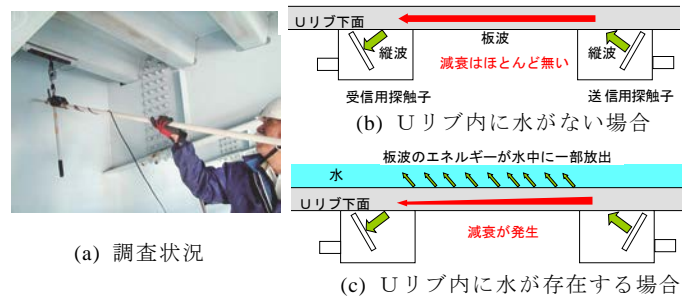 Uリブ下面
板波
縦波
縦波
減衰はほとんど無い
受信用探触子
送信用探触子
(b) Uリブ内に水がない場合
板波のエネルギーが水中に一部放出
水
Uリブ下面
減衰が発生
(a) 調査状況
(c) Uリブ内に水が存在する場合